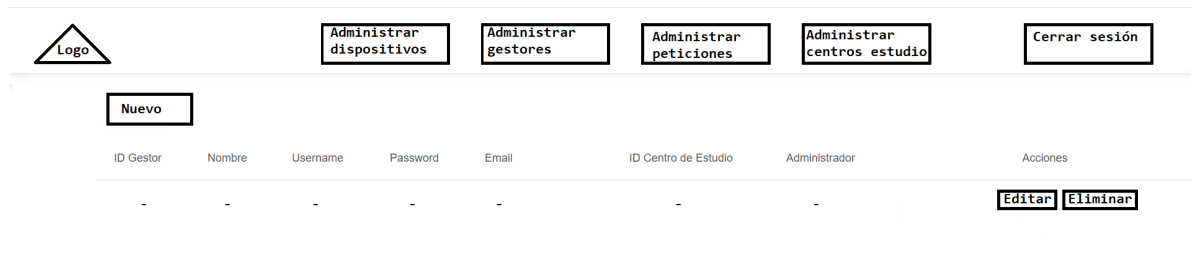 Logo
Administrar
dispositivos
Administrar
gestores
Administrar
peticiones
Administrar
centros estudio
Cerrar sesión
Nuevo
ID Gestor Nombre Username Password Email ID Centro de Estudio Administrador Acciones
- - - - - - - Editar Eliminar